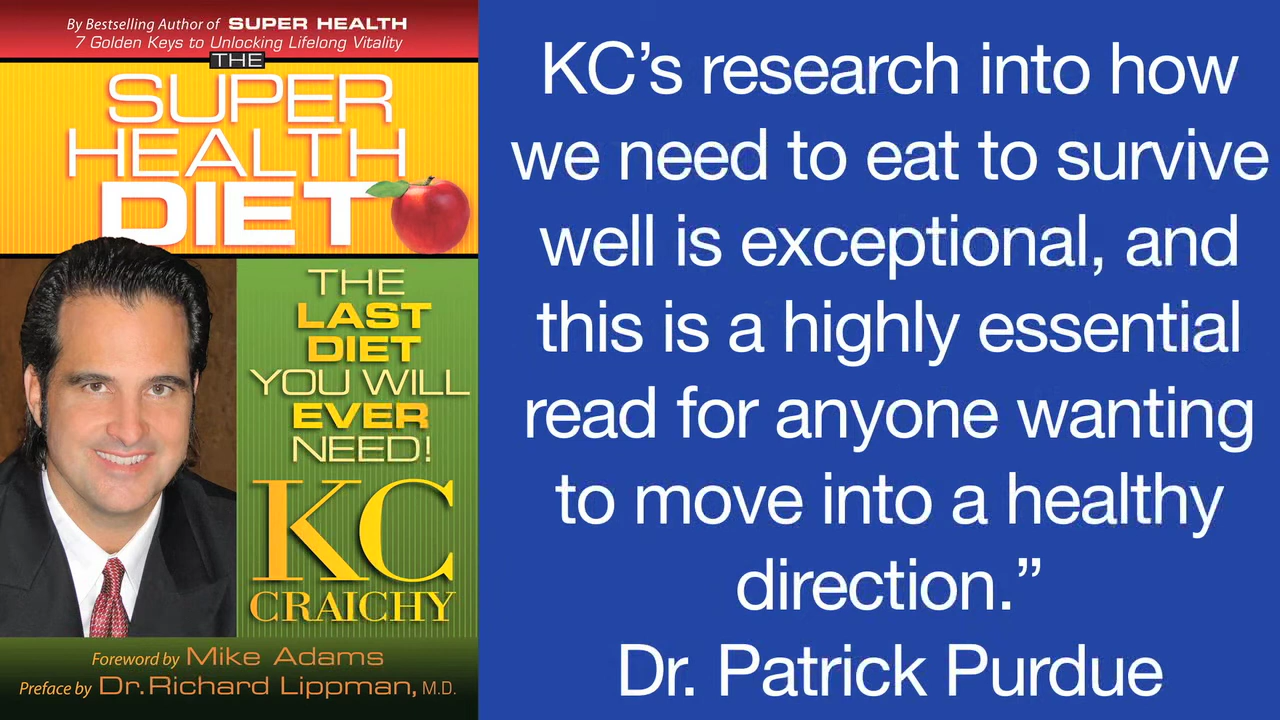 By Bestselling Author of SUPER HEALTH
7 Golden Keys to Unlocking Lifelong Vitality
THE
SUPER
HEALTH
DIET
THE
LAST
DIET
YOU WILL
EVER
NEED!
KC
CRAICHY
Foreword by Mike Adams
Preface by Dr. Richard Lippman, M.D.
KC’s research into how
we need to eat to survive
well is exceptional, and
this is a highly essential
read for anyone wanting
to move into a healthy
direction.”
Dr. Patrick Purdue